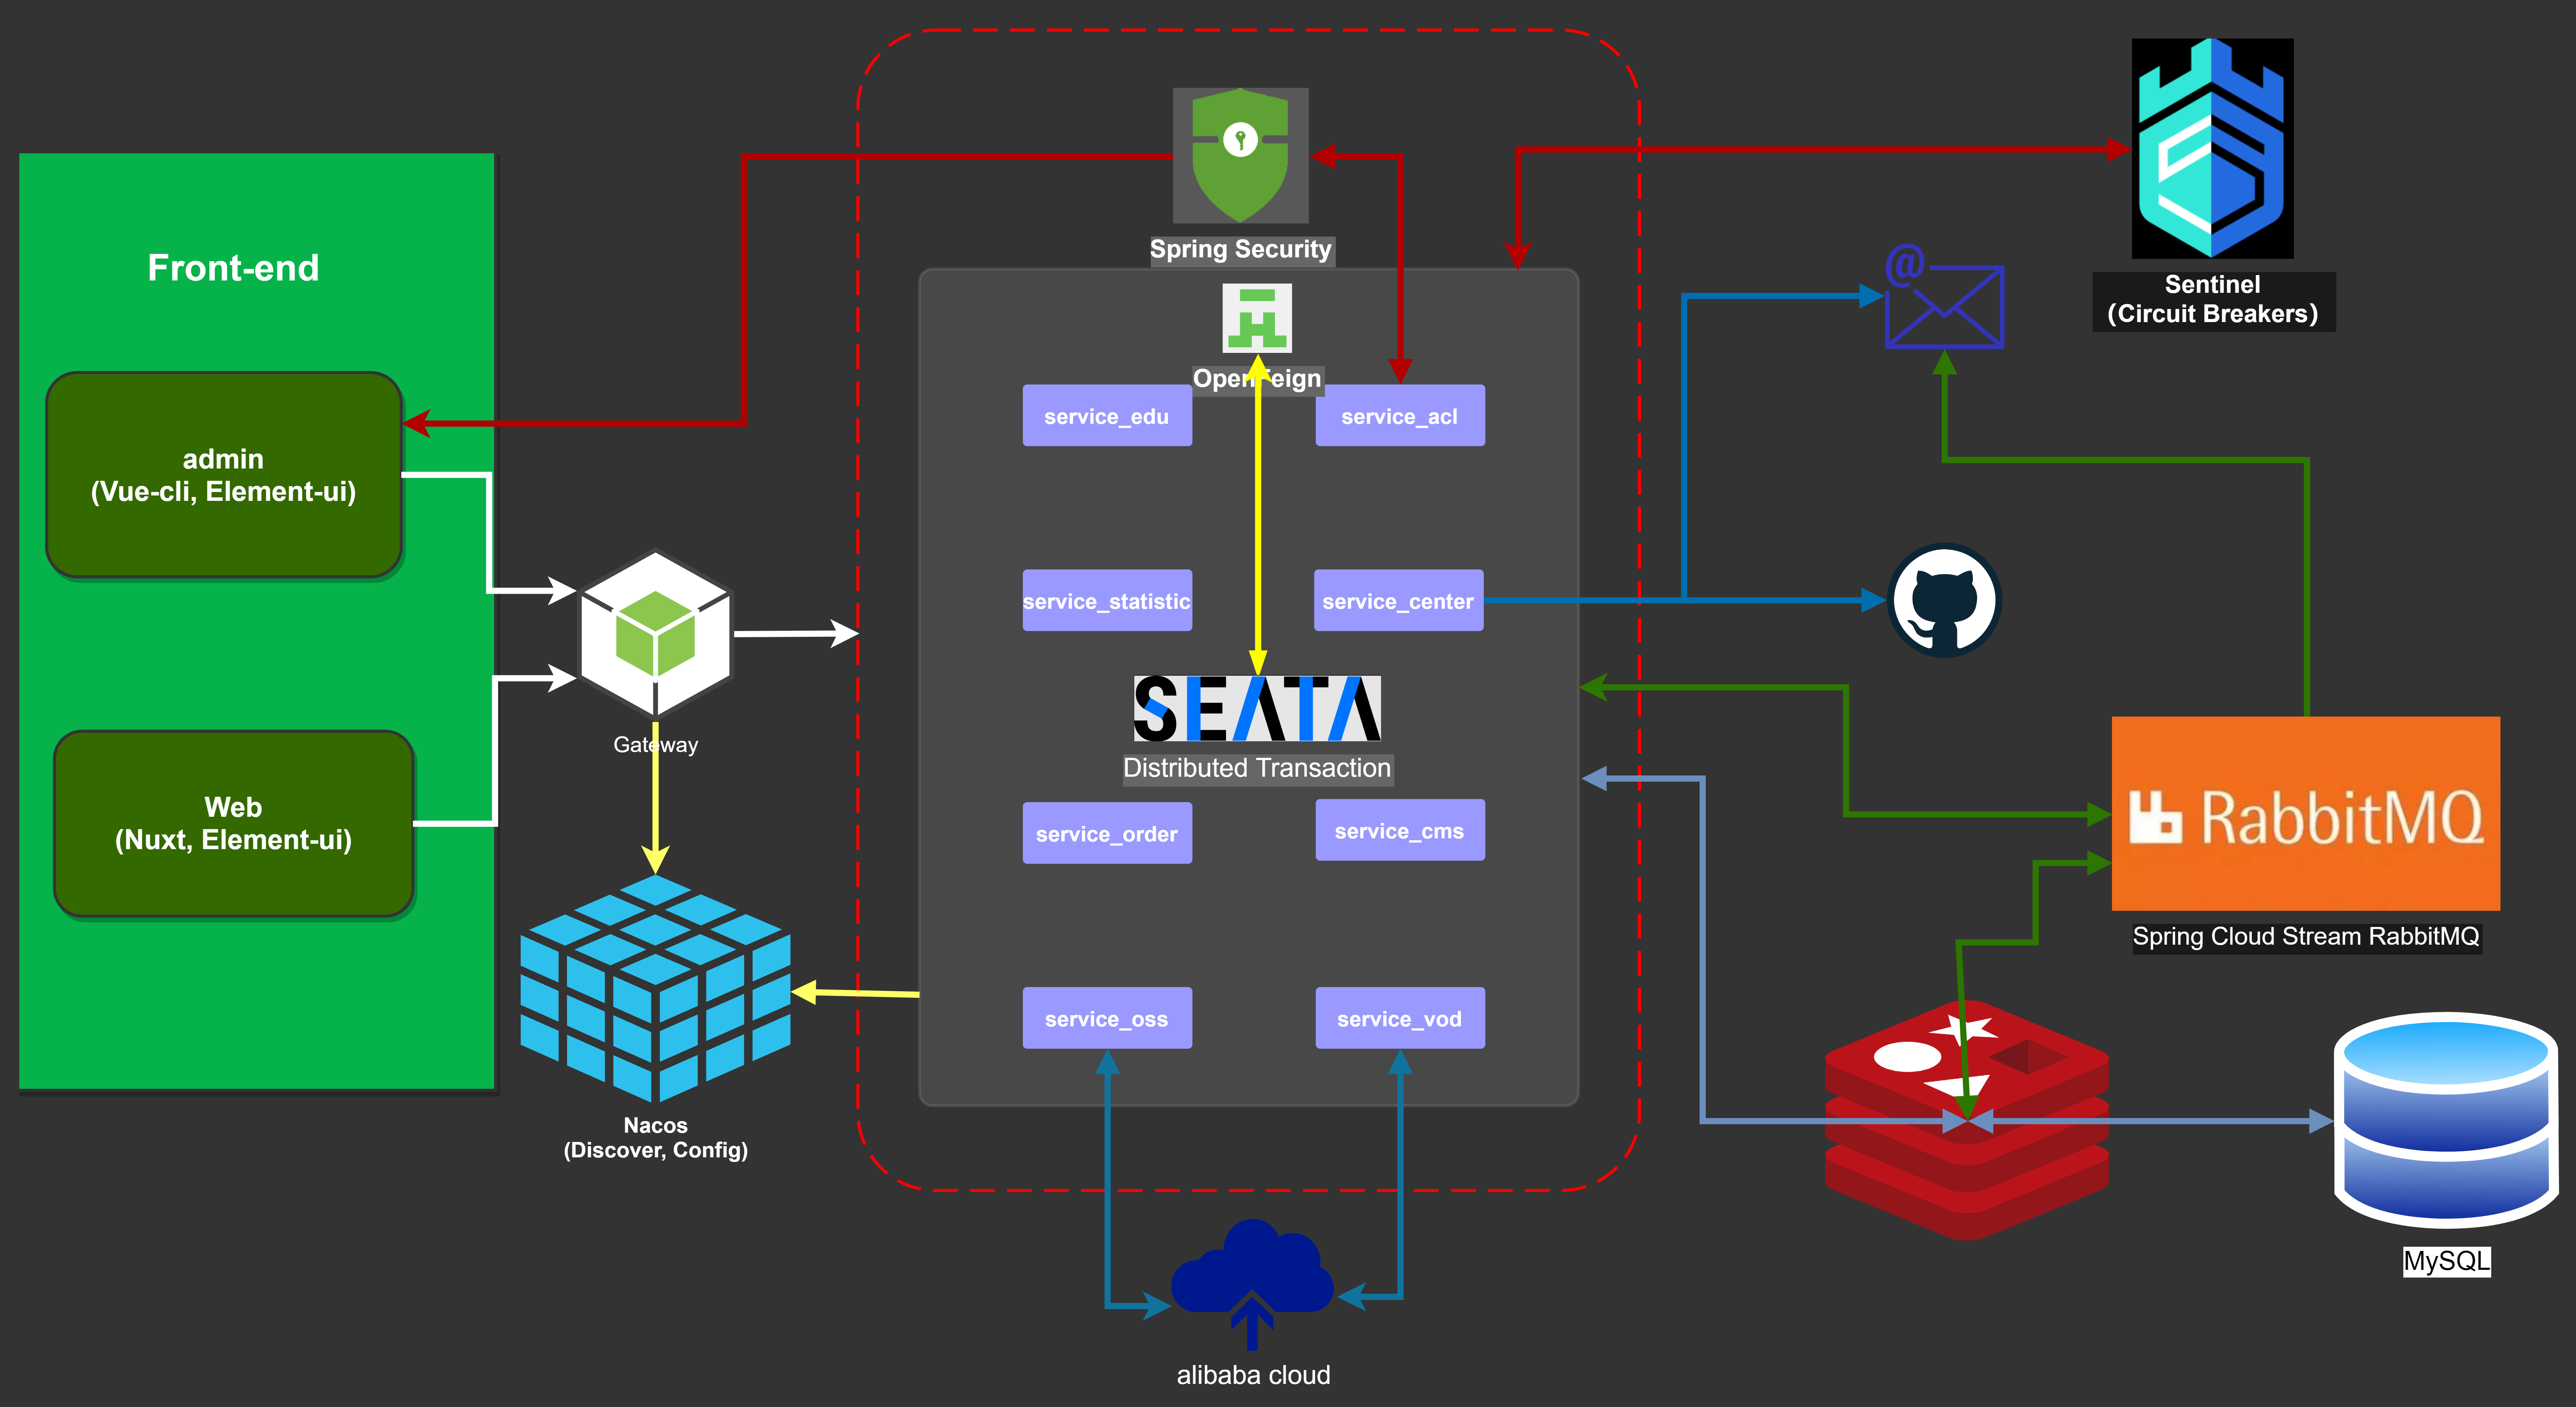 Front-end
admin
(Vue-cli, Element-ui)
Web
(Nuxt, Element-ui)
Gateway
Nacos
(Discover, Config)
Spring Security
OpenFeign
service_edu
service_acl
service_statistic
service_center
SEATA
Distributed Transaction
service_order
service_cms
service_oss
service_vod
alibaba cloud
Sentinel
(Circuit Breakers)
@
RabbitMQ
Spring Cloud Stream RabbitMQ
MySQL